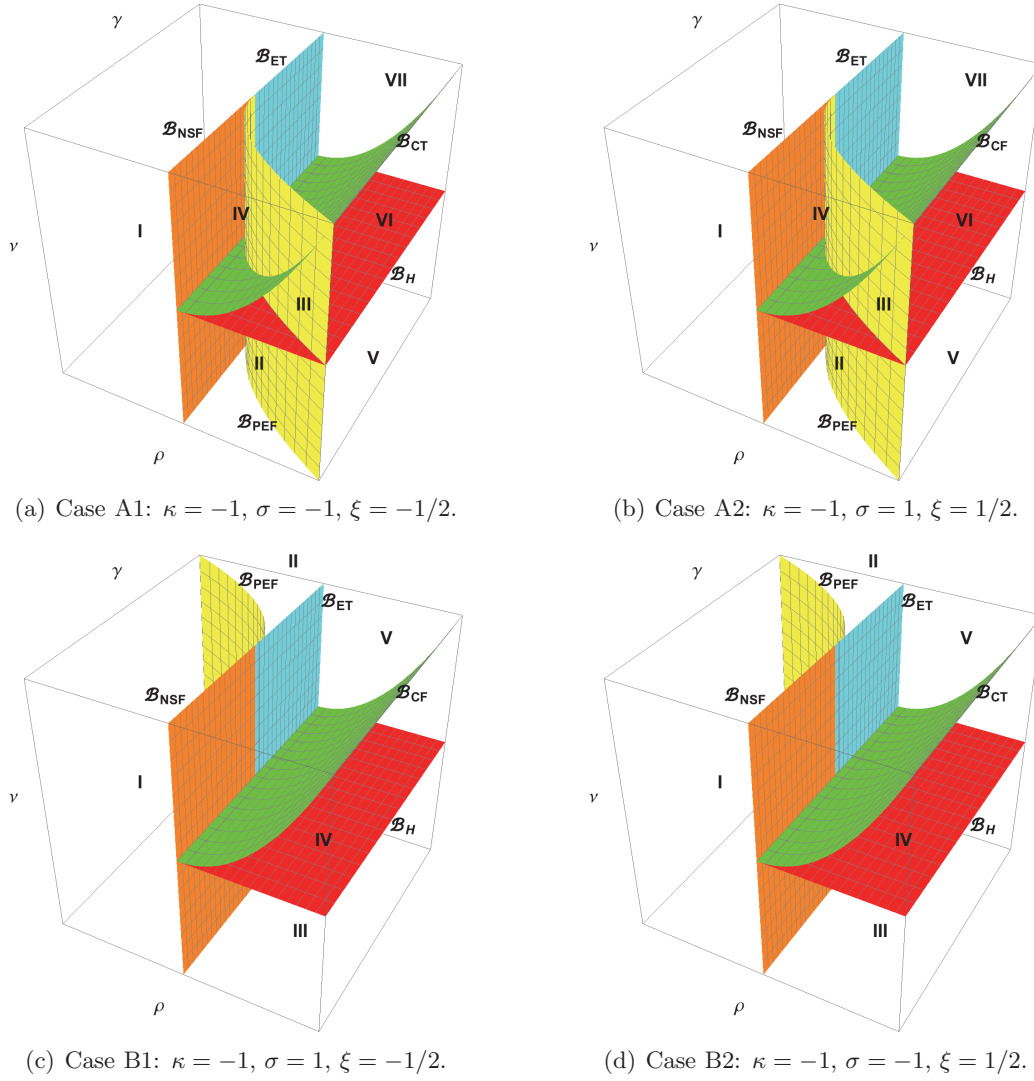 γ
𝓑ET
VII
𝓑NSF
𝓑CT
IV
VI
I
ν
𝓑H
III
II
V
𝓑PEF
ρ
(a) Case A1: κ = −1, σ = −1, ξ = −1/2.
γ
𝓑ET
VII
𝓑NSF
𝓑CF
IV
VI
I
ν
𝓑H
III
II
V
𝓑PEF
ρ
(b) Case A2: κ = −1, σ = 1, ξ = 1/2.
II
γ
𝓑PEF
𝓑ET
V
𝓑NSF
𝓑CF
I
ν
𝓑H
IV
III
ρ
(c) Case B1: κ = −1, σ = 1, ξ = −1/2.
II
γ
𝓑PEF
𝓑ET
V
𝓑NSF
𝓑CT
I
ν
𝓑H
IV
III
ρ
(d) Case B2: κ = −1, σ = −1, ξ = 1/2.